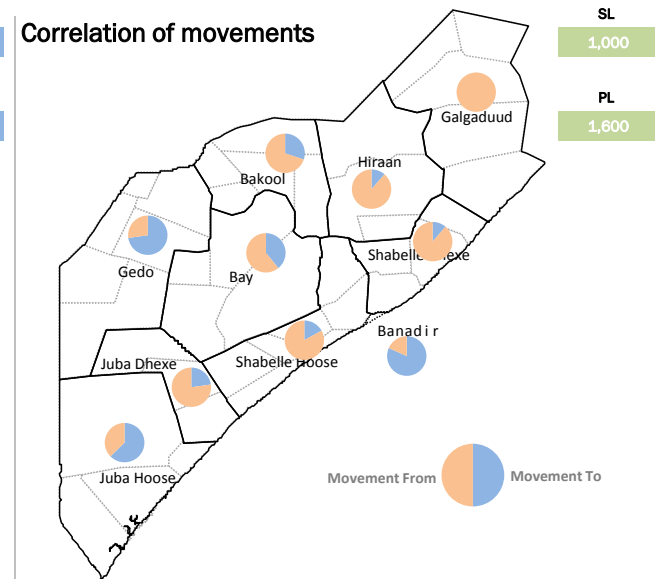 Correlation of movements
SL
1,000
PL
1,600
Galgaduud
Hiraan
Bakool
Shabelle Dhexe
Gedo
Bay
Banadir
Juba Dhexe
Shabelle Hoose
Juba Hoose
Movement From
Movement To